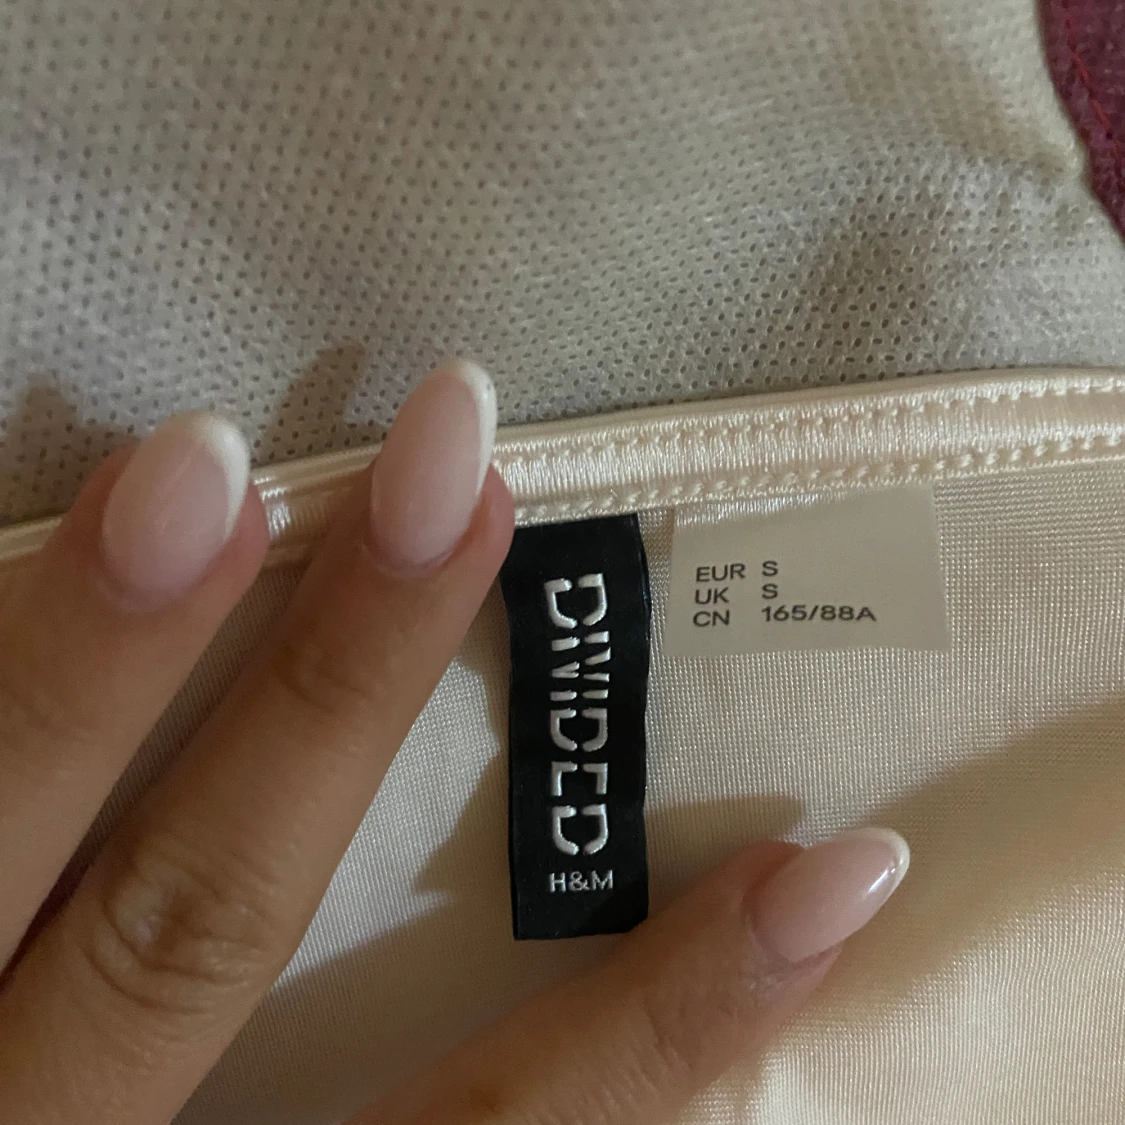 DIVIDED
H&M
EUR S
UK S
CN 165/88A